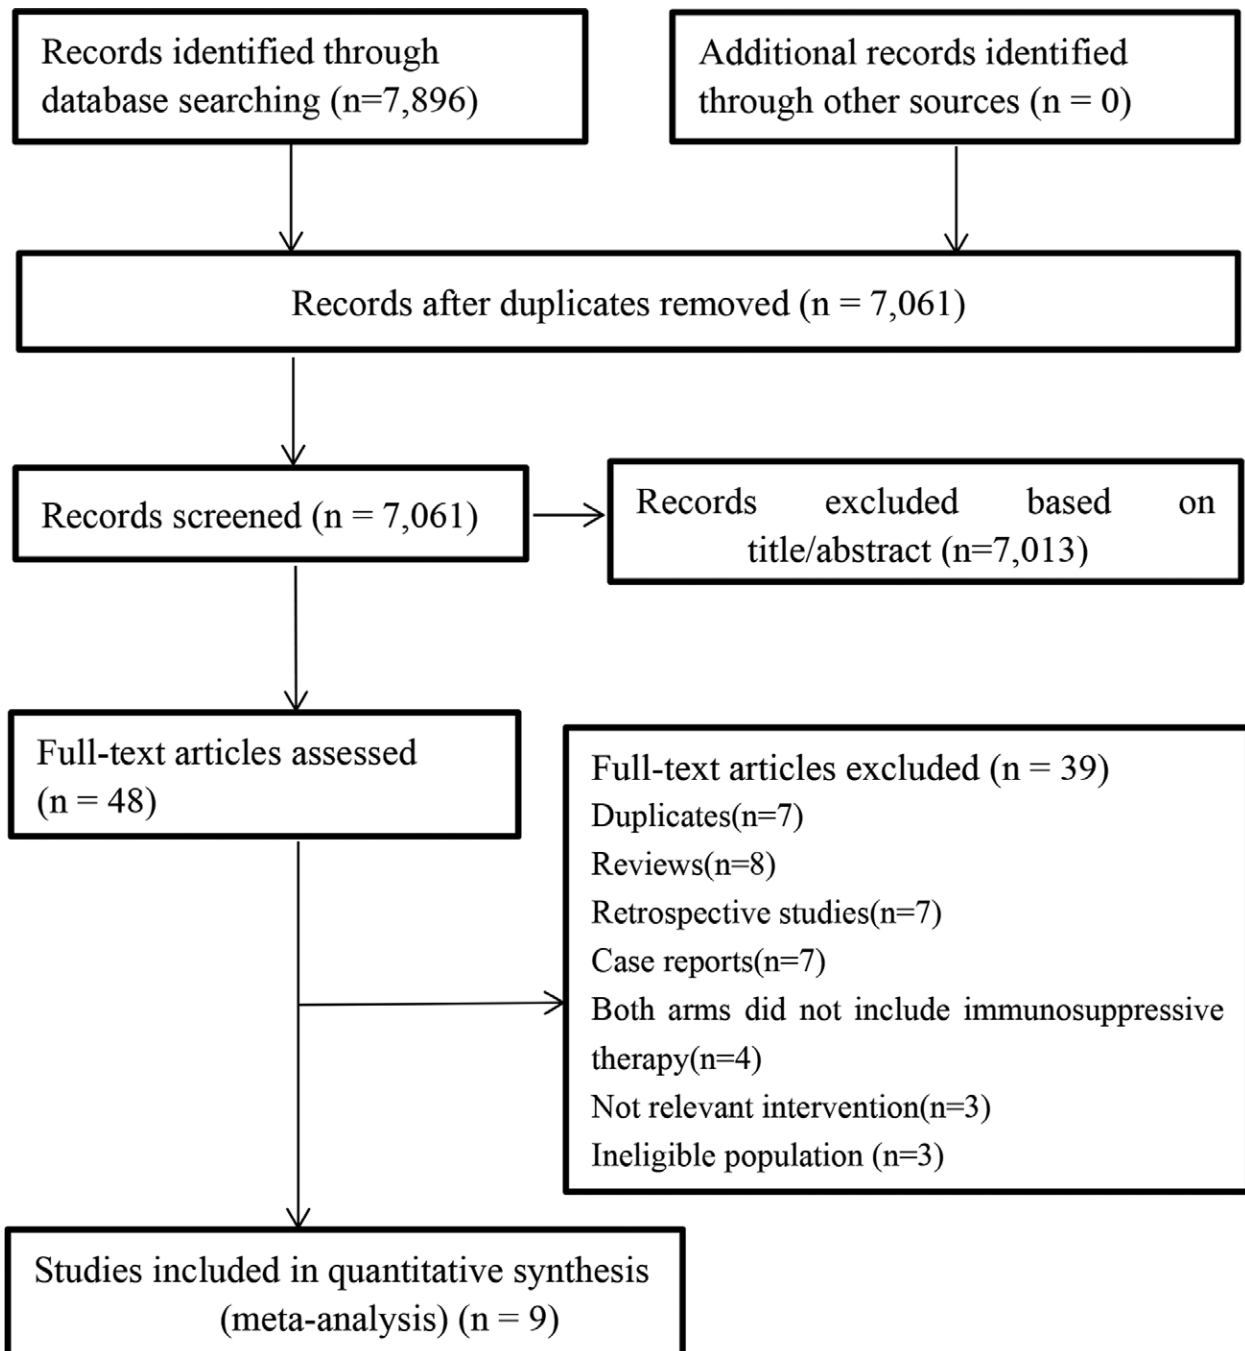 Records identified through
database searching (n=7,896)
Additional records identified
through other sources (n = 0)
Records after duplicates removed (n = 7,061)
Records screened (n = 7,061)
Records excluded based on
title/abstract (n=7,013)
Full-text articles assessed
(n = 48)
Full-text articles excluded (n = 39)
Duplicates(n=7)
Reviews(n=8)
Retrospective studies(n=7)
Case reports(n=7)
Both arms did not include immunosuppressive
therapy(n=4)
Not relevant intervention(n=3)
Ineligible population (n=3)
Studies included in quantitative synthesis
(meta-analysis) (n = 9)